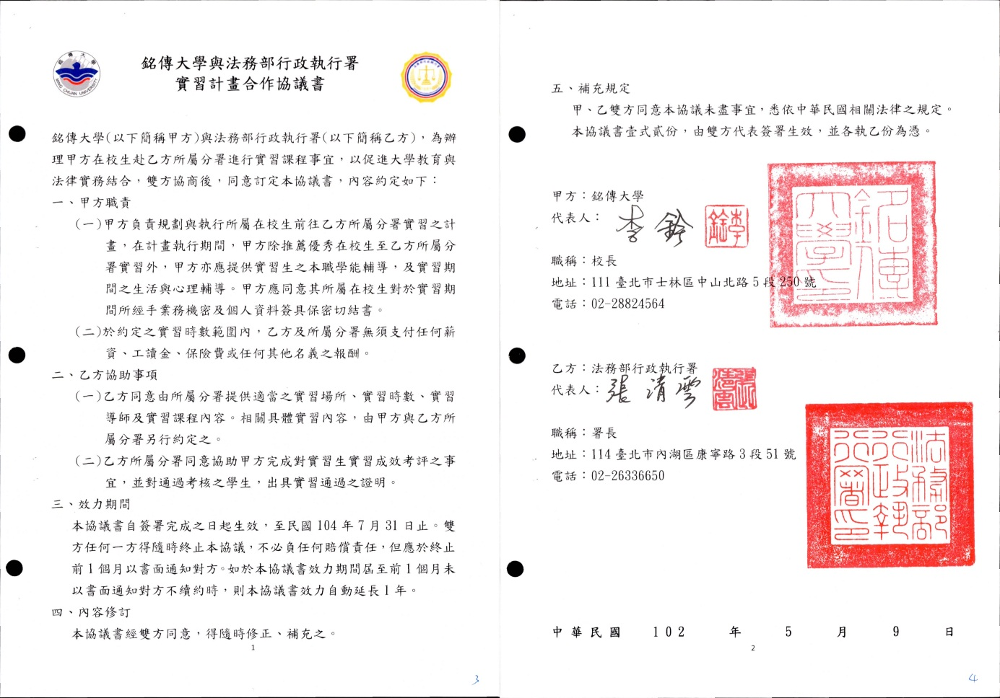 銘傳大學
MING CHUAN UNIVERSITY
銘傳大學與法務部行政執行署
實習計畫合作協議書
銘傳大學(以下簡稱甲方)與法務部行政執行署(以下簡稱乙方)，為辦
理甲方在校生赴乙方所屬分署進行實習課程事宜，以促進大學教育與
法律實務結合，雙方協商後，同意訂定本協議書，內容約定如下：
一、甲方職責
(一)甲方負責規劃與執行所屬在校生前往乙方所屬分署實習之計
畫，在計畫執行期間，甲方除推薦優秀在校生至乙方所屬分
署實習外，甲方亦應提供實習生之本職學能輔導，及實習期
間之生活與心理輔導。甲方應同意其所屬在校生對於實習期
間所經手業務機密及個人資料簽具保密切結書。
(二)於約定之實習時數範圍內，乙方及所屬分署無須支付任何薪
資、工讀金、保險費或任何其他名義之報酬。
二、乙方協助事項
(一)乙方同意由所屬分署提供適當之實習場所、實習時數、實習
導師及實習課程內容。相關具體實習內容，由甲方與乙方所
屬分署另行約定之。
(二)乙方所屬分署同意協助甲方完成對實習生實習成效考評之事
宜，並對通過考核之學生，出具實習通過之證明。
三、效力期間
本協議書自簽署完成之日起生效，至民國 104 年 7 月 31 日止。雙
方任何一方得隨時終止本協議，不必負任何賠償責任，但應於終止
前 1 個月以書面通知對方。如於本協議書效力期間屆至前 1 個月未
以書面通知對方不續約時，則本協議書效力自動延長 1 年。
四、內容修訂
本協議書經雙方同意，得隨時修正、補充之。
1
3
五、補充規定
甲、乙雙方同意本協議未盡事宜，悉依中華民國相關法律之規定。
本協議書壹式貳份，由雙方代表簽署生效，並各執乙份為憑。
甲方：銘傳大學
代表人：李銓
李銓
職稱：校長
地址：111 臺北市士林區中山北路 5 段 250 號
電話：02-28824564
銘傳大學印
乙方：法務部行政執行署
代表人：張清雲
張清雲
職稱：署長
地址：114 臺北市內湖區康寧路 3 段 51 號
電話：02-26336650
法務部行政執行署印
中華民國 102 年 5 月 9 日
2
4